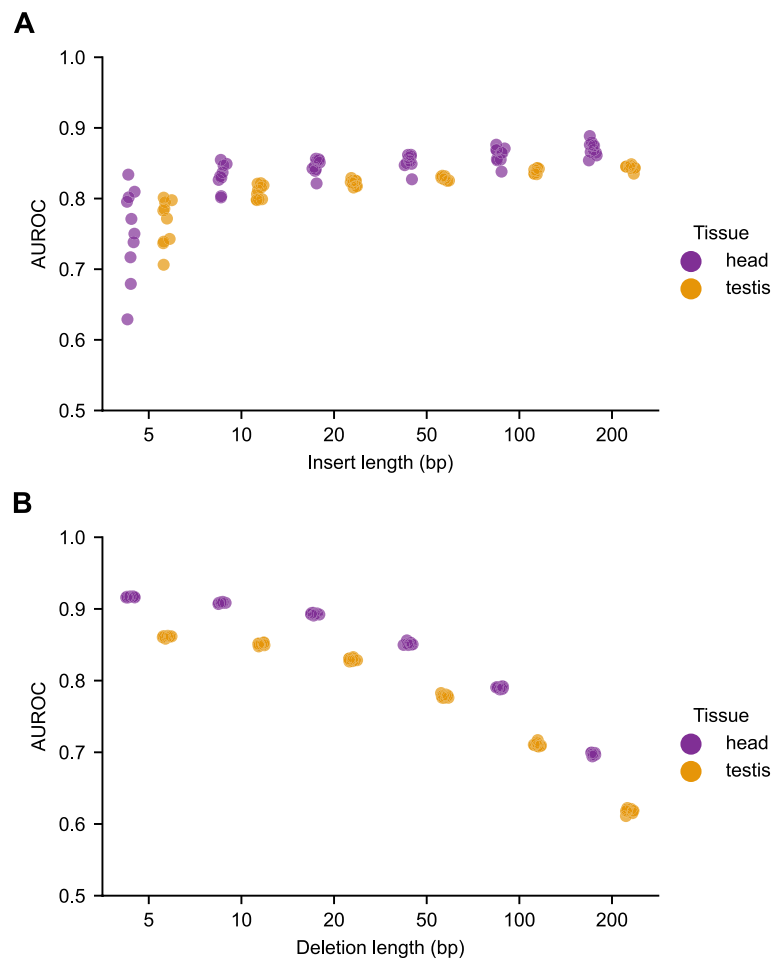 A
1.0
0.9
0.8
0.7
0.6
0.5
AUROC
5 10 20 50 100 200
Insert length (bp)
Tissue
head
testis
B
1.0
0.9
0.8
0.7
0.6
0.5
AUROC
5 10 20 50 100 200
Deletion length (bp)
Tissue
head
testis